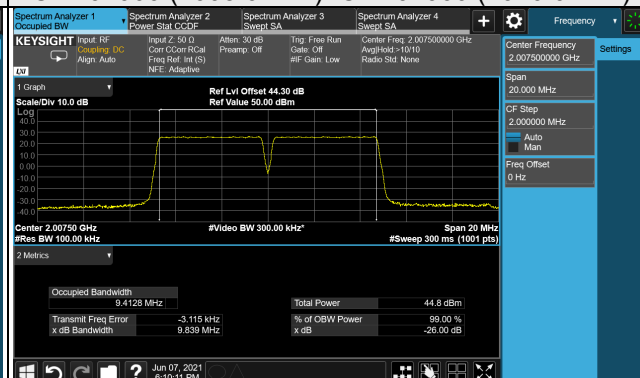 Spectrum Analyzer 1
Occupied BW
Spectrum Analyzer 2
Power Stat CCDF
Spectrum Analyzer 3
Swept SA
Spectrum Analyzer 4
Swept SA
+
Frequency
KEYSIGHT
LXI
Input: RF
Coupling: DC
Align: Auto
Input Z: 50 Ω
Corr CCorr RCal
Freq Ref: Int (S)
NFE: Adaptive
Atten: 30 dB
Preamp: Off
Trig: Free Run
Gate: Off
#IF Gain: Low
Center Freq: 2.007500000 GHz
Avg|Hold:>10/10
Radio Std: None
Center Frequency
2.007500000 GHz
Settings
Span
20.000 MHz
CF Step
2.000000 MHz
Auto
Man
Freq Offset
0 Hz
1 Graph
Scale/Div 10.0 dB
Ref Lvl Offset 44.30 dB
Ref Value 50.00 dBm
Log
40.0
30.0
20.0
10.0
0.00
-10.0
-20.0
-30.0
-40.0
Center 2.00750 GHz
#Res BW 100.00 kHz
#Video BW 300.00 kHz*
Span 20 MHz
#Sweep 300 ms (1001 pts)
2 Metrics
Occupied Bandwidth
9.4128 MHz
Transmit Freq Error -3.115 kHz
x dB Bandwidth 9.839 MHz
Total Power 44.8 dBm
% of OBW Power 99.00 %
x dB -26.00 dB
?
Jun 07, 2021
6:10:11 PM